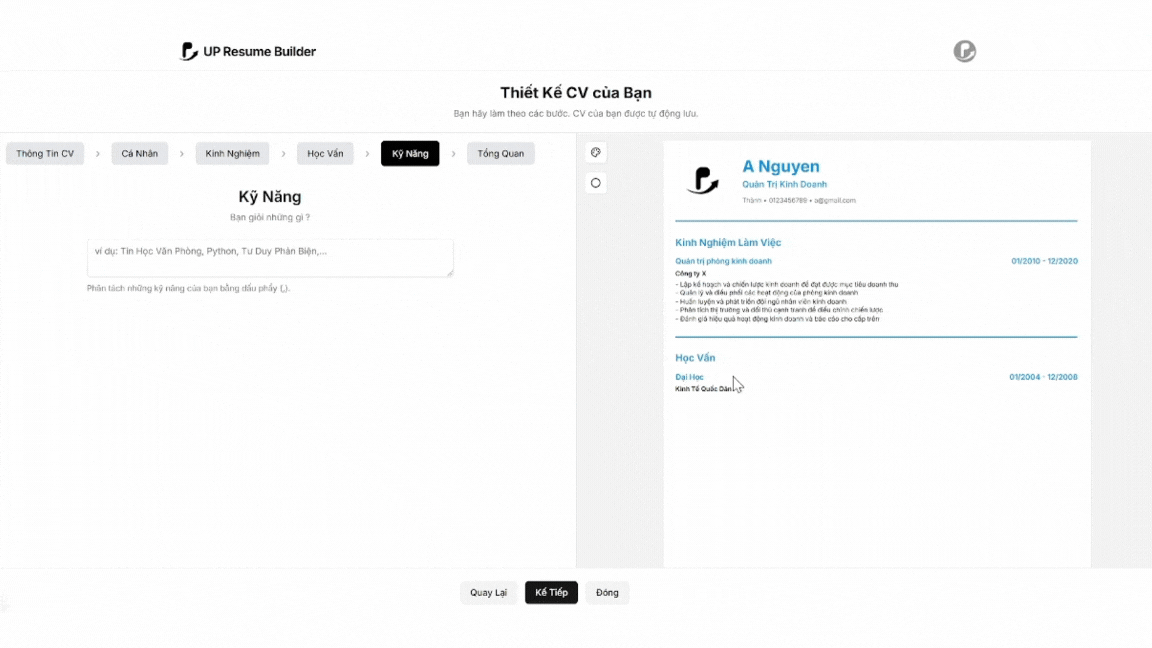 UP Resume Builder
Thiết Kế CV của Bạn
Bạn hãy làm theo các bước. CV của bạn được tự động lưu.
Thông Tin CV > Cá Nhân > Kinh Nghiệm > Học Vấn > Kỹ Năng > Tổng Quan
Kỹ Năng
Bạn giỏi những gì ?
ví dụ: Tin Học Văn Phòng, Python, Tư Duy Phản Biện,...
Phân tách những kỹ năng của bạn bằng dấu phẩy (,).
A Nguyen
Quản Trị Kinh Doanh
Thành • 0123456789 • a@gmail.com
Kinh Nghiệm Làm Việc
Quản trị phòng kinh doanh 01/2010 - 12/2020
Công ty X
- Lập kế hoạch và chiến lược kinh doanh để đạt được mục tiêu doanh thu
- Quản lý và điều phối các hoạt động của phòng kinh doanh
- Huấn luyện và phát triển đội ngũ nhân viên kinh doanh
- Phân tích thị trường và đối thủ cạnh tranh để điều chỉnh chiến lược
- Đánh giá hiệu quả hoạt động kinh doanh và báo cáo cho cấp trên
Học Vấn
Đại Học 01/2004 - 12/2006
Kinh Tế Quốc Dân
Quay Lại Kế Tiếp Đóng